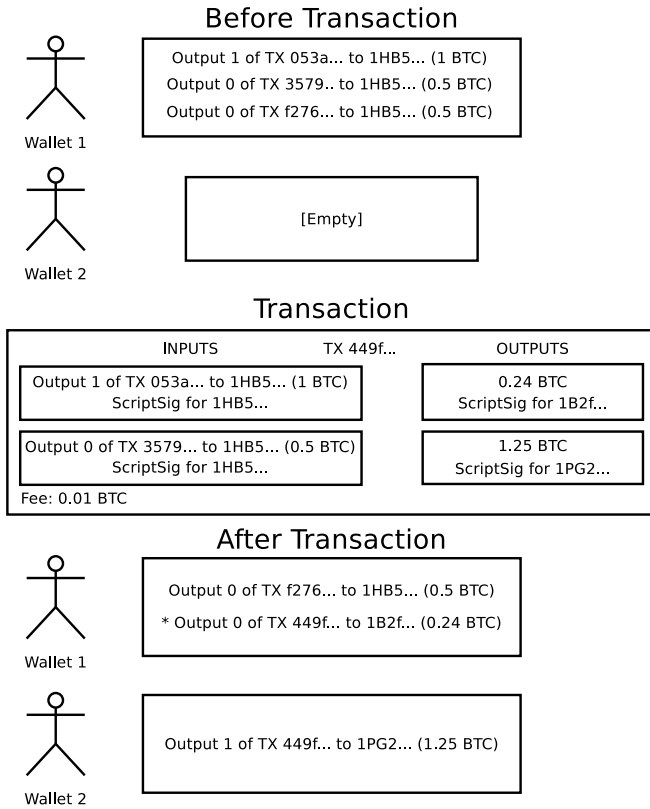 Before Transaction
Output 1 of TX 053a... to 1HB5... (1 BTC)
Output 0 of TX 3579.. to 1HB5... (0.5 BTC)
Output 0 of TX f276... to 1HB5... (0.5 BTC)
Wallet 1
[Empty]
Wallet 2
Transaction
INPUTS TX 449f... OUTPUTS
Output 1 of TX 053a... to 1HB5... (1 BTC)
ScriptSig for 1HB5...
0.24 BTC
ScriptSig for 1B2f...
Output 0 of TX 3579... to 1HB5... (0.5 BTC)
ScriptSig for 1HB5...
1.25 BTC
ScriptSig for 1PG2...
Fee: 0.01 BTC
After Transaction
Output 0 of TX f276... to 1HB5... (0.5 BTC)
* Output 0 of TX 449f... to 1B2f... (0.24 BTC)
Wallet 1
Output 1 of TX 449f... to 1PG2... (1.25 BTC)
Wallet 2